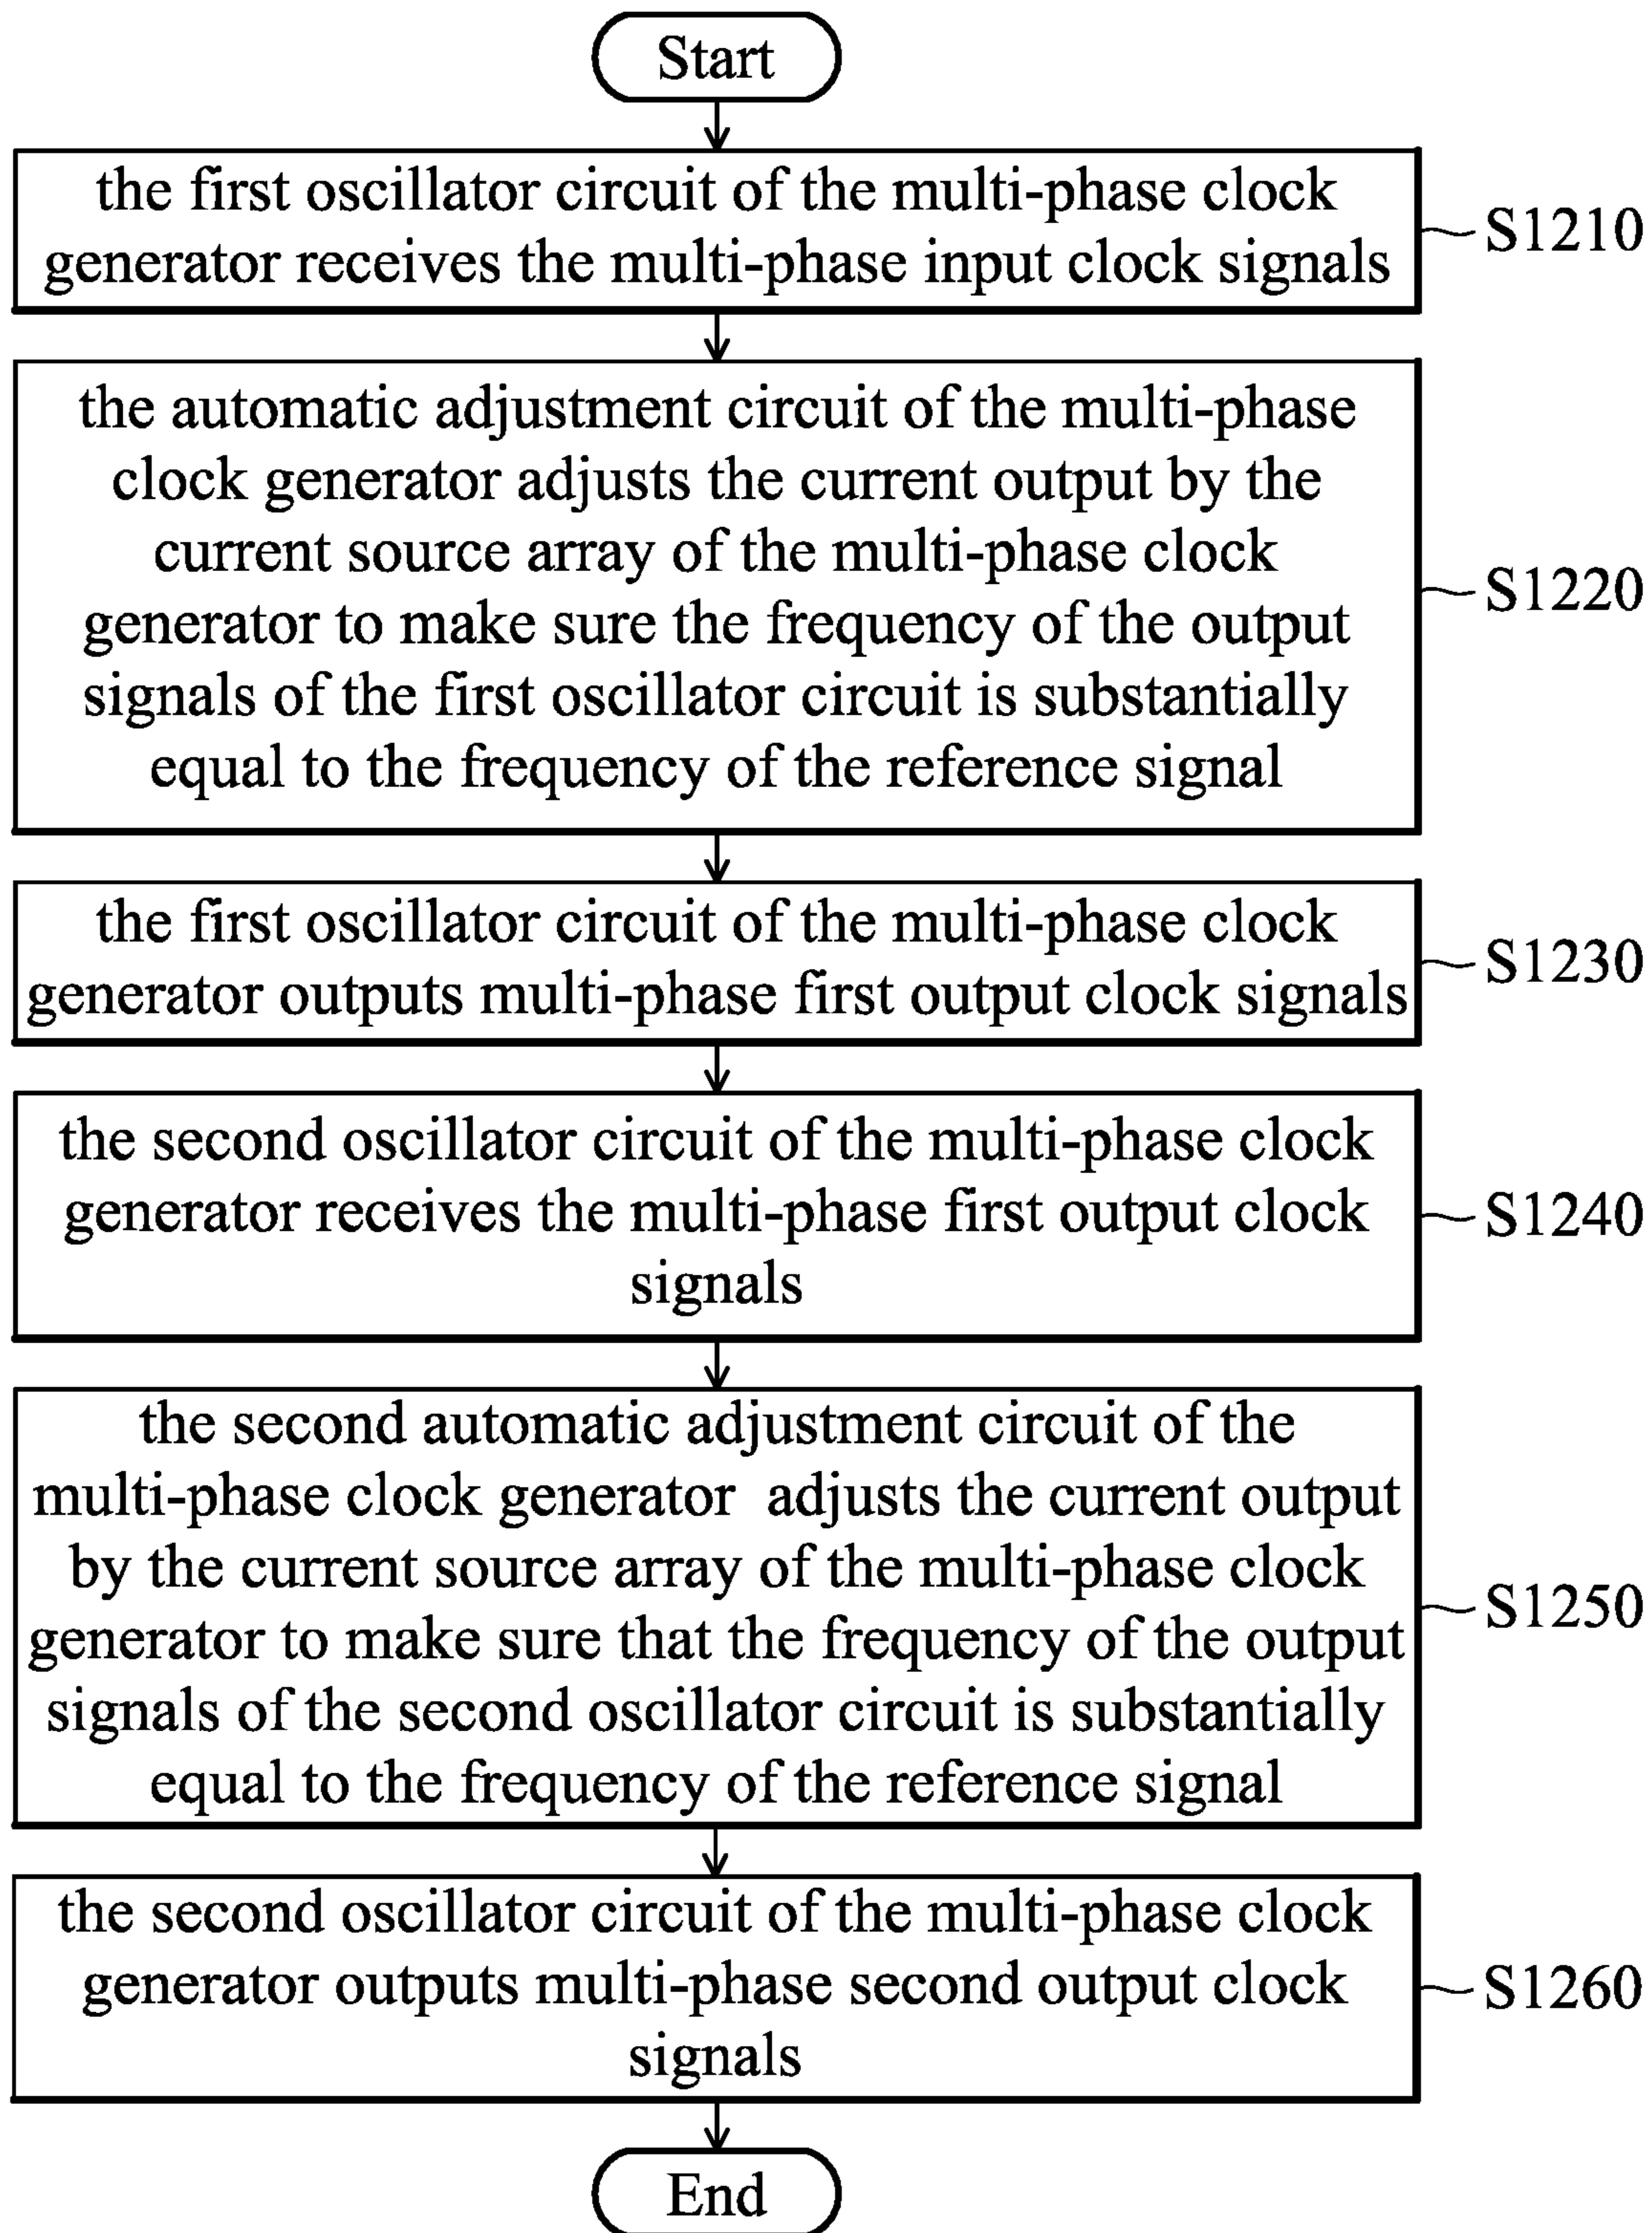 Start
the first oscillator circuit of the multi-phase clock
generator receives the multi-phase input clock signals
S1210
the automatic adjustment circuit of the multi-phase
clock generator adjusts the current output by the
current source array of the multi-phase clock
generator to make sure the frequency of the output
signals of the first oscillator circuit is substantially
equal to the frequency of the reference signal
S1220
the first oscillator circuit of the multi-phase clock
generator outputs multi-phase first output clock signals
S1230
the second oscillator circuit of the multi-phase clock
generator receives the multi-phase first output clock
signals
S1240
the second automatic adjustment circuit of the
multi-phase clock generator adjusts the current output
by the current source array of the multi-phase clock
generator to make sure that the frequency of the output
signals of the second oscillator circuit is substantially
equal to the frequency of the reference signal
S1250
the second oscillator circuit of the multi-phase clock
generator outputs multi-phase second output clock
signals
S1260
End